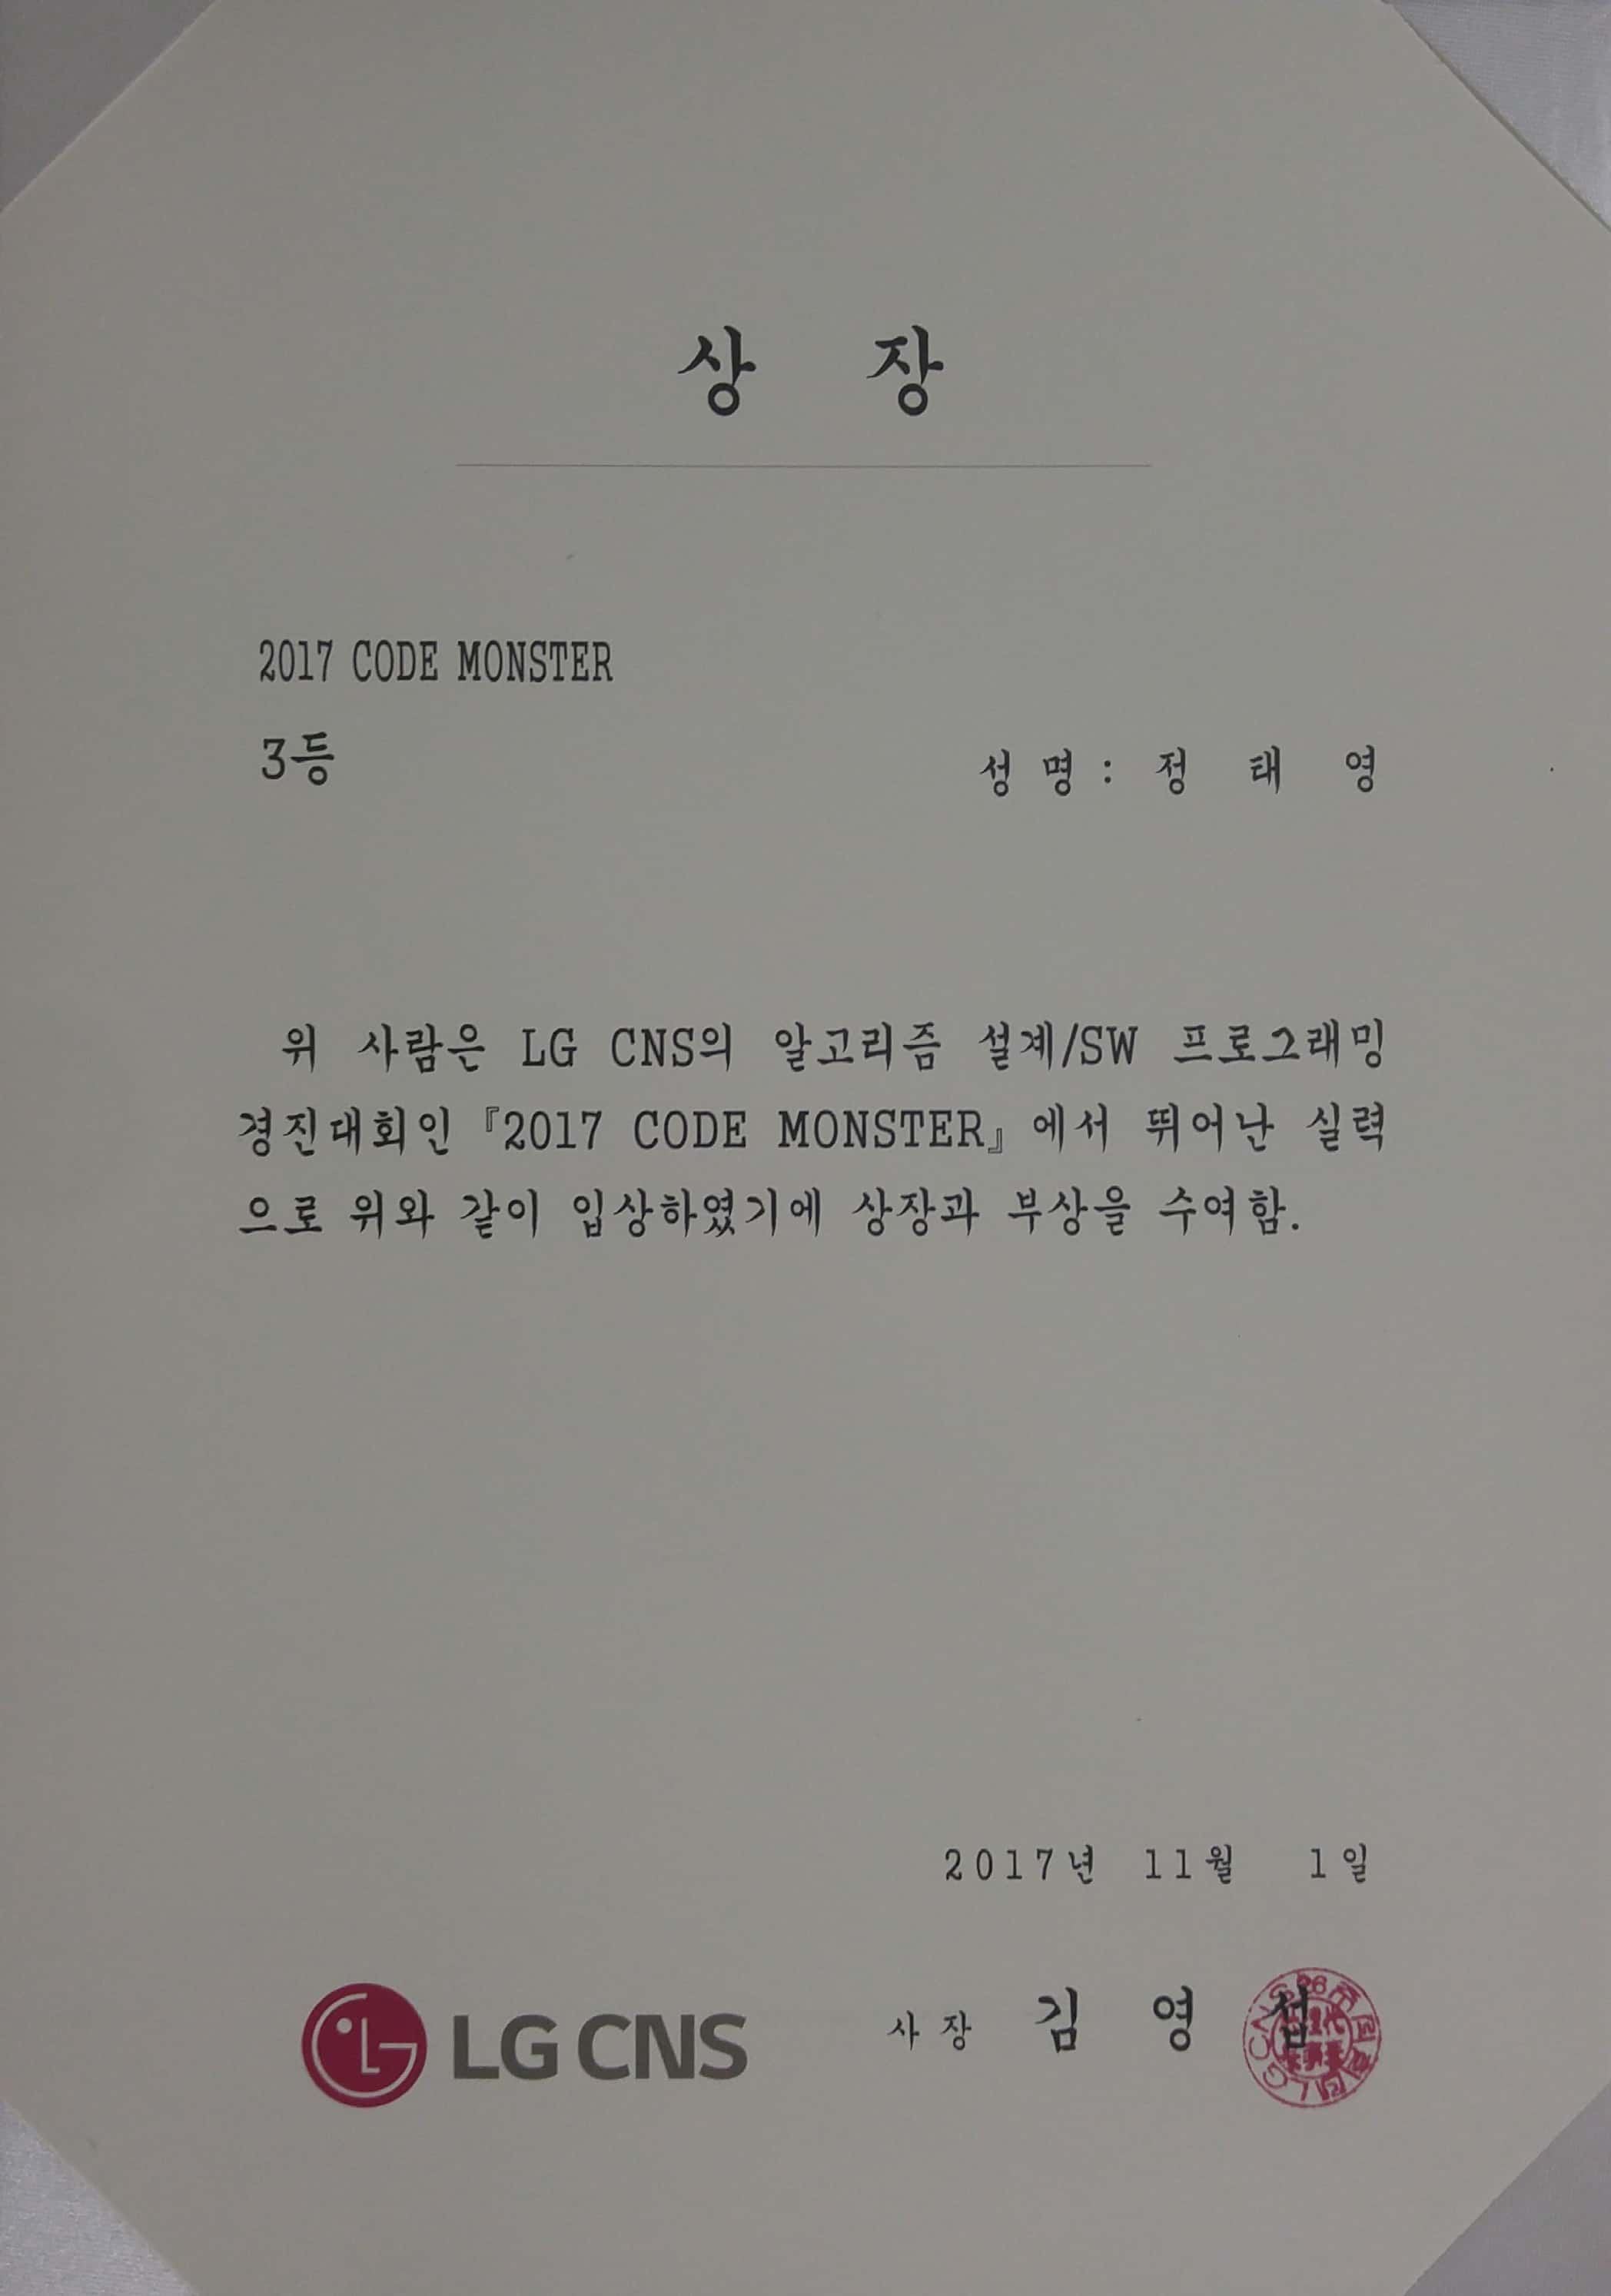 상 장
2017 CODE MONSTER
3등
성 명 : 정 태 영
위 사람은 LG CNS의 알고리즘 설계/SW 프로그래밍
경진대회인『2017 CODE MONSTER』에서 뛰어난 실력
으로 위와 같이 입상하였기에 상장과 부상을 수여함.
2017년 11월 1일
LG CNS
사 장 김 영 섭